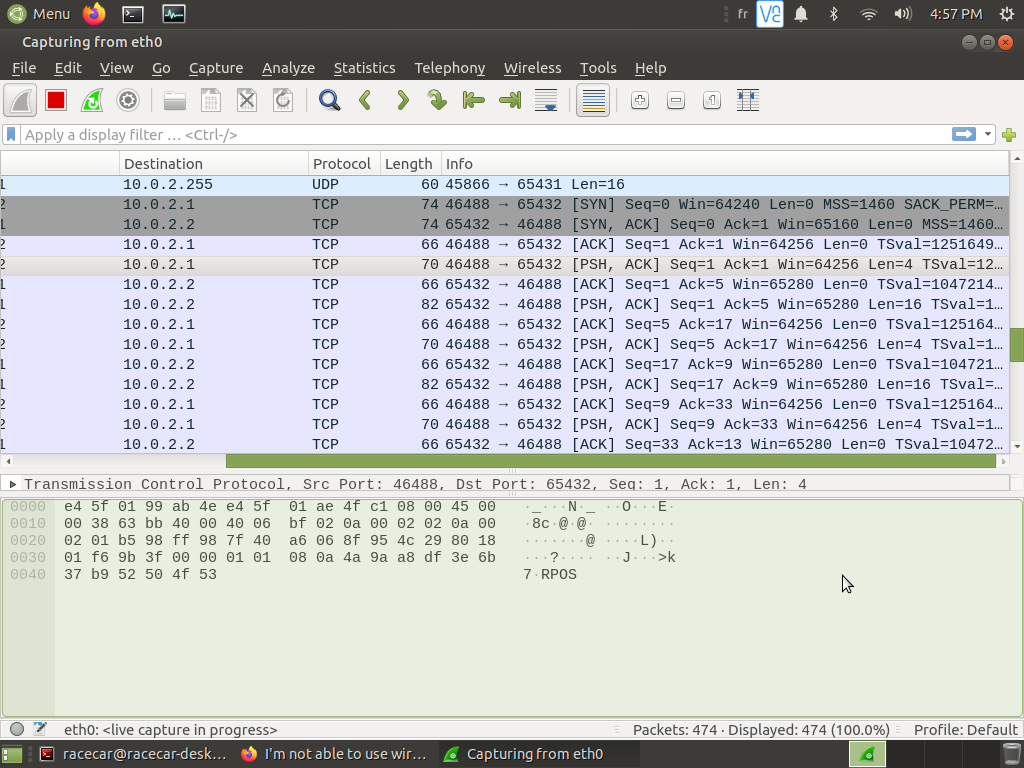 Menu fr V2 4:57 PM
Capturing from eth0
File Edit View Go Capture Analyze Statistics Telephony Wireless Tools Help
Apply a display filter … <Ctrl-/>
Destination Protocol Length Info
1 10.0.2.255 UDP 60 45866 → 65431 Len=16
2 10.0.2.1 TCP 74 46488 → 65432 [SYN] Seq=0 Win=64240 Len=0 MSS=1460 SACK_PERM=…
1 10.0.2.2 TCP 74 65432 → 46488 [SYN, ACK] Seq=0 Ack=1 Win=65160 Len=0 MSS=1460…
2 10.0.2.1 TCP 66 46488 → 65432 [ACK] Seq=1 Ack=1 Win=64256 Len=0 TSval=1251649…
2 10.0.2.1 TCP 70 46488 → 65432 [PSH, ACK] Seq=1 Ack=1 Win=64256 Len=4 TSval=12…
1 10.0.2.2 TCP 66 65432 → 46488 [ACK] Seq=1 Ack=5 Win=65280 Len=0 TSval=1047214…
1 10.0.2.2 TCP 82 65432 → 46488 [PSH, ACK] Seq=1 Ack=5 Win=65280 Len=16 TSval=1…
2 10.0.2.1 TCP 66 46488 → 65432 [ACK] Seq=5 Ack=17 Win=64256 Len=0 TSval=125164…
2 10.0.2.1 TCP 70 46488 → 65432 [PSH, ACK] Seq=5 Ack=17 Win=64256 Len=4 TSval=1…
1 10.0.2.2 TCP 66 65432 → 46488 [ACK] Seq=17 Ack=9 Win=65280 Len=0 TSval=104721…
1 10.0.2.2 TCP 82 65432 → 46488 [PSH, ACK] Seq=17 Ack=9 Win=65280 Len=16 TSval=…
2 10.0.2.1 TCP 66 46488 → 65432 [ACK] Seq=9 Ack=33 Win=64256 Len=0 TSval=125164…
2 10.0.2.1 TCP 70 46488 → 65432 [PSH, ACK] Seq=9 Ack=33 Win=64256 Len=4 TSval=1…
1 10.0.2.2 TCP 66 65432 → 46488 [ACK] Seq=33 Ack=13 Win=65280 Len=0 TSval=10472…
Transmission Control Protocol, Src Port: 46488, Dst Port: 65432, Seq: 1, Ack: 1, Len: 4
0000 e4 5f 01 99 ab 4e e4 5f 01 ae 4f c1 08 00 45 00 ·_···N·_ ··O···E·
0010 00 38 63 bb 40 00 40 06 bf 02 0a 00 02 02 0a 00 ·8c·@·@· ········
0020 02 01 b5 98 ff 98 7f 40 a6 06 8f 95 4c 29 80 18 ·······@ ····L)··
0030 01 f6 9b 3f 00 00 01 01 08 0a 4a 9a a8 df 3e 6b ···?···· ··J···>k
0040 37 b9 52 50 4f 53 7·RPOS
eth0: <live capture in progress> Packets: 474 · Displayed: 474 (100.0%) Profile: Default
racecar@racecar-desk… I'm not able to use wir… Capturing from eth0